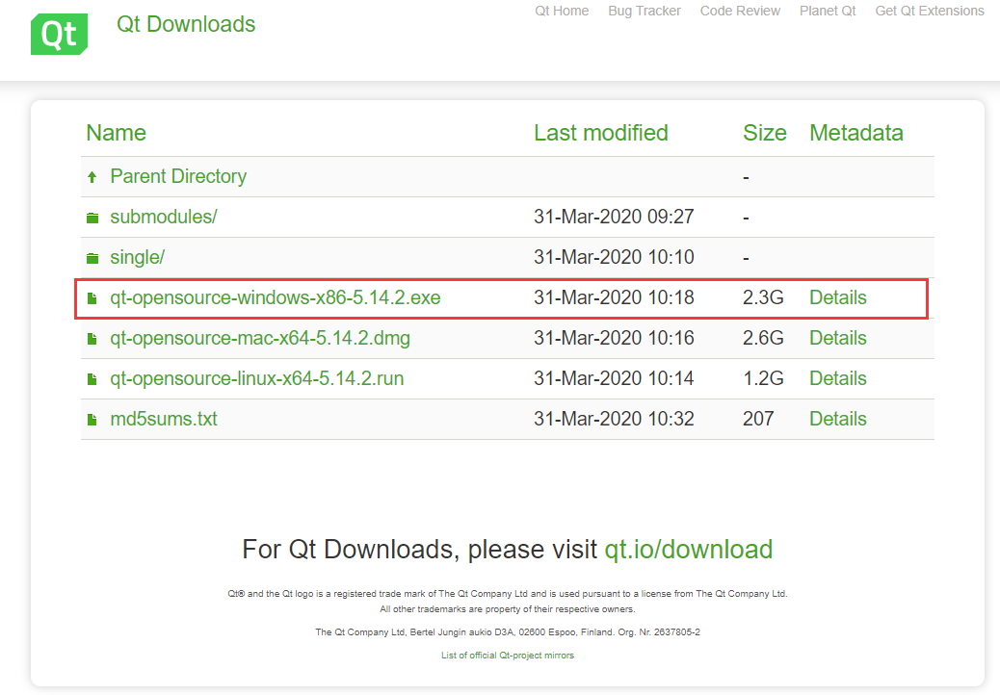 Qt
Qt Downloads
Qt Home Bug Tracker Code Review Planet Qt Get Qt Extensions
Name Last modified Size Metadata
Parent Directory -
submodules/ 31-Mar-2020 09:27 -
single/ 31-Mar-2020 10:10 -
qt-opensource-windows-x86-5.14.2.exe 31-Mar-2020 10:18 2.3G Details
qt-opensource-mac-x64-5.14.2.dmg 31-Mar-2020 10:16 2.6G Details
qt-opensource-linux-x64-5.14.2.run 31-Mar-2020 10:14 1.2G Details
md5sums.txt 31-Mar-2020 10:32 207 Details
For Qt Downloads, please visit qt.io/download
Qt® and the Qt logo is a registered trade mark of The Qt Company Ltd and is used pursuant to a license from The Qt Company Ltd.
All other trademarks are property of their respective owners.
The Qt Company Ltd, Bertel Jungin aukio D3A, 02600 Espoo, Finland. Org. Nr. 2637805-2
List of official Qt-project mirrors